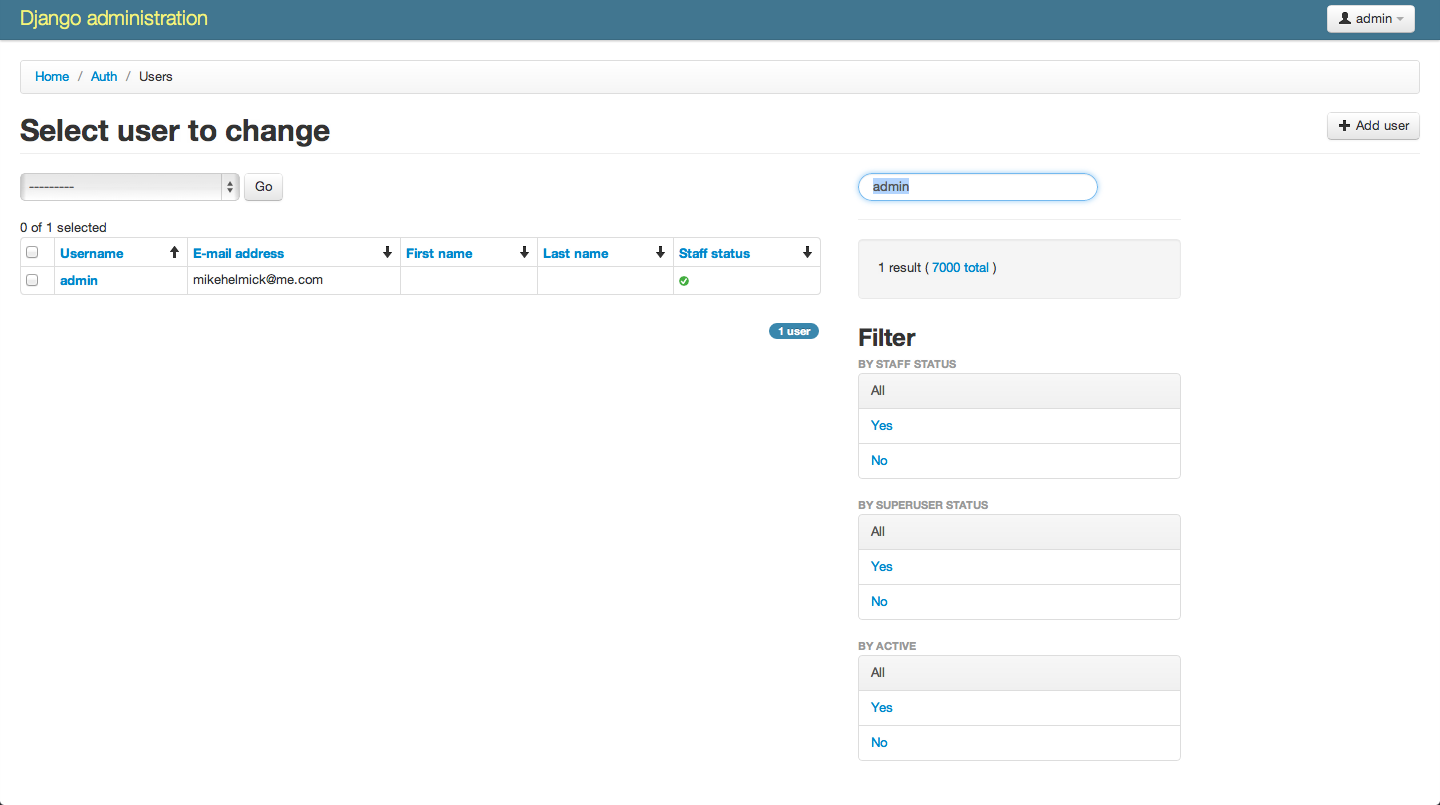 Django administration
admin
Home / Auth / Users
Select user to change
Add user
---------
Go
0 of 1 selected
Username E-mail address First name Last name Staff status
admin mikehelmick@me.com
1 user
admin
1 result ( 7000 total )
Filter
BY STAFF STATUS
All
Yes
No
BY SUPERUSER STATUS
All
Yes
No
BY ACTIVE
All
Yes
No